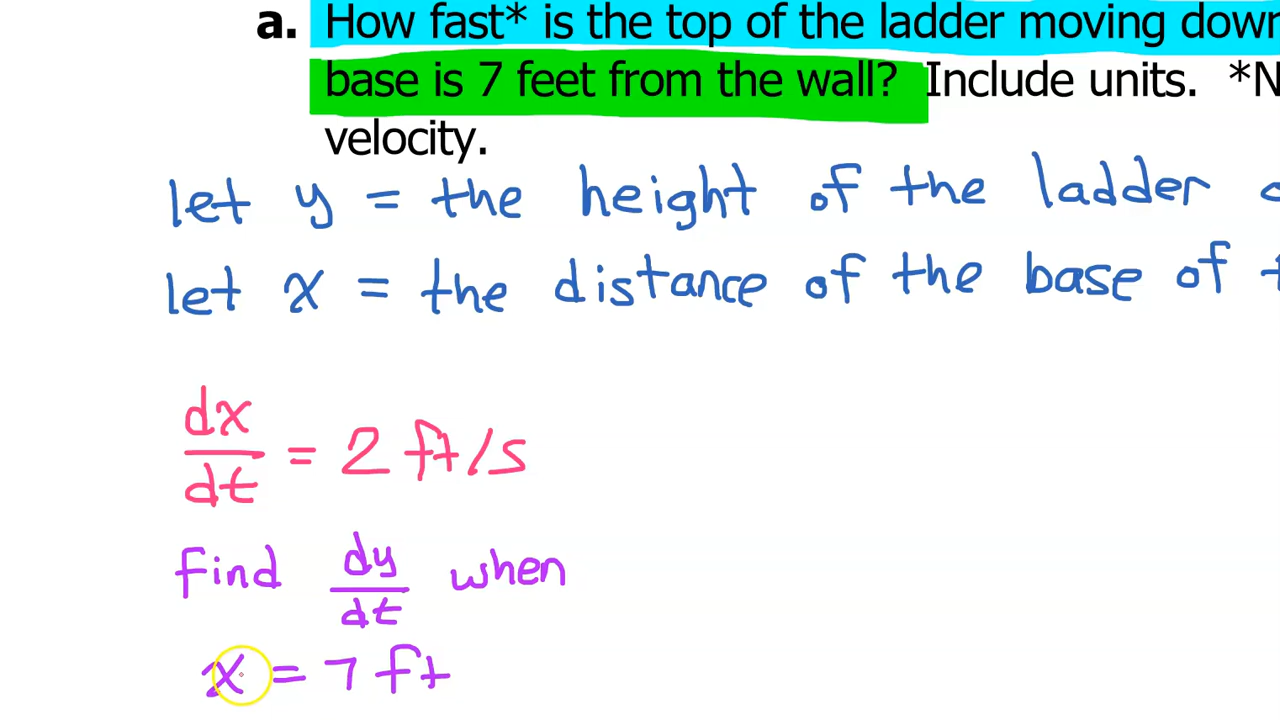 a. How fast* is the top of the ladder moving down
base is 7 feet from the wall? Include units. *N
velocity.
let y = the height of the ladder
let x = the distance of the base of
dx/dt = 2 ft/s
find dy/dt when
x = 7 ft